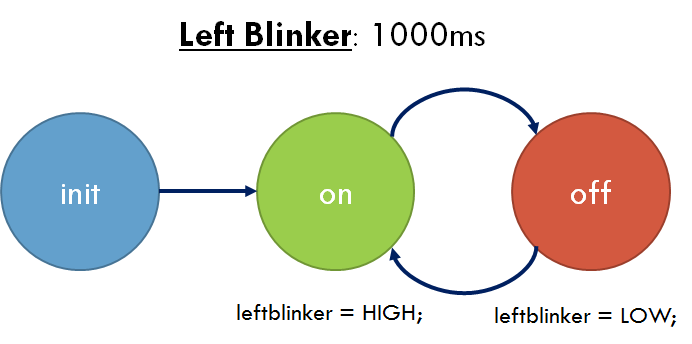 Left Blinker: 1000ms
init
on
off
leftblinker = HIGH;
leftblinker = LOW;